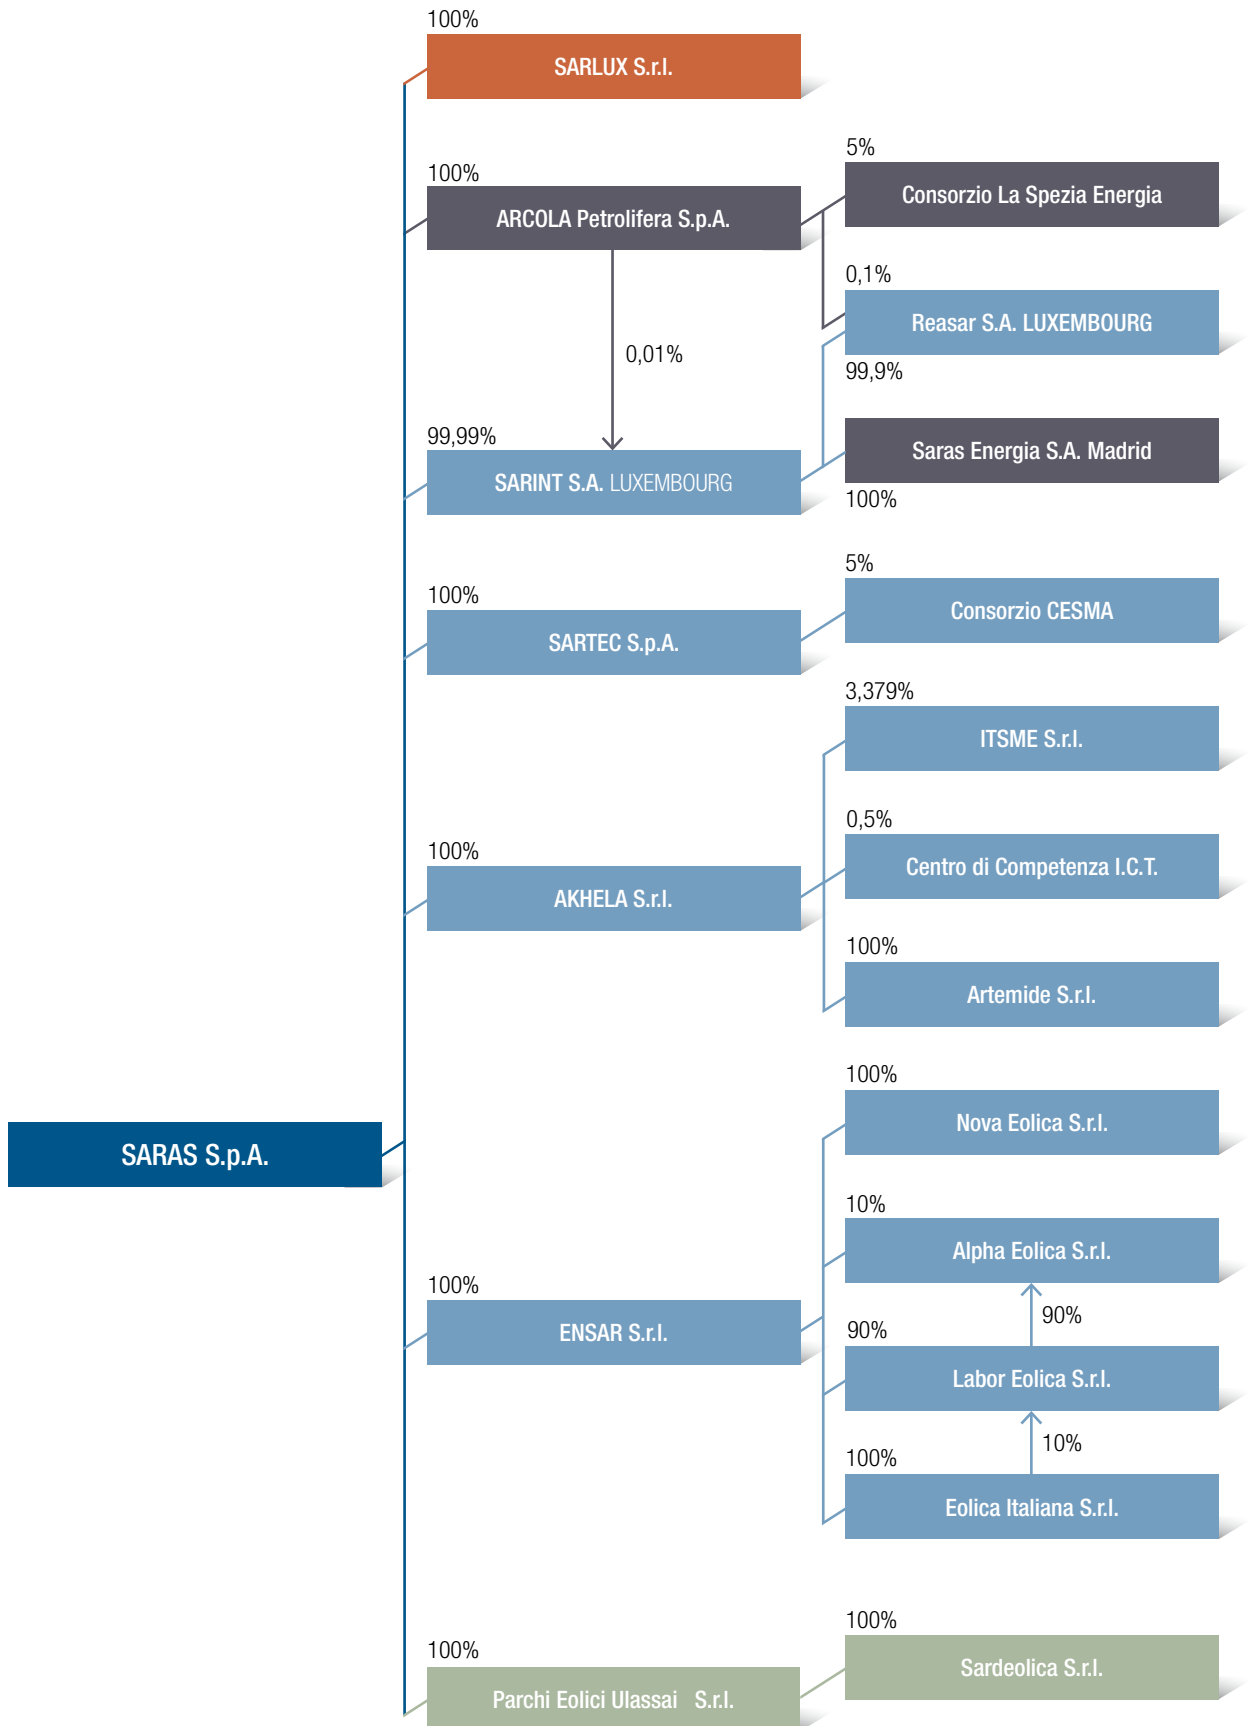 100%
SARLUX S.r.l.
5%
100%
Consorzio La Spezia Energia
ARCOLA Petrolifera S.p.A.
0,1%
Reasar S.A. LUXEMBOURG
0,01%
99,9%
99,99%
Saras Energia S.A. Madrid
SARINT S.A. LUXEMBOURG
100%
5%
100%
Consorzio CESMA
SARTEC S.p.A.
3,379%
ITSME S.r.l.
0,5%
100%
Centro di Competenza I.C.T.
AKHELA S.r.l.
100%
Artemide S.r.l.
100%
Nova Eolica S.r.l.
SARAS S.p.A.
10%
Alpha Eolica S.r.l.
100%
90%
90%
ENSAR S.r.l.
Labor Eolica S.r.l.
10%
100%
Eolica Italiana S.r.l.
100%
100%
Sardeolica S.r.l.
Parchi Eolici Ulassai S.r.l.